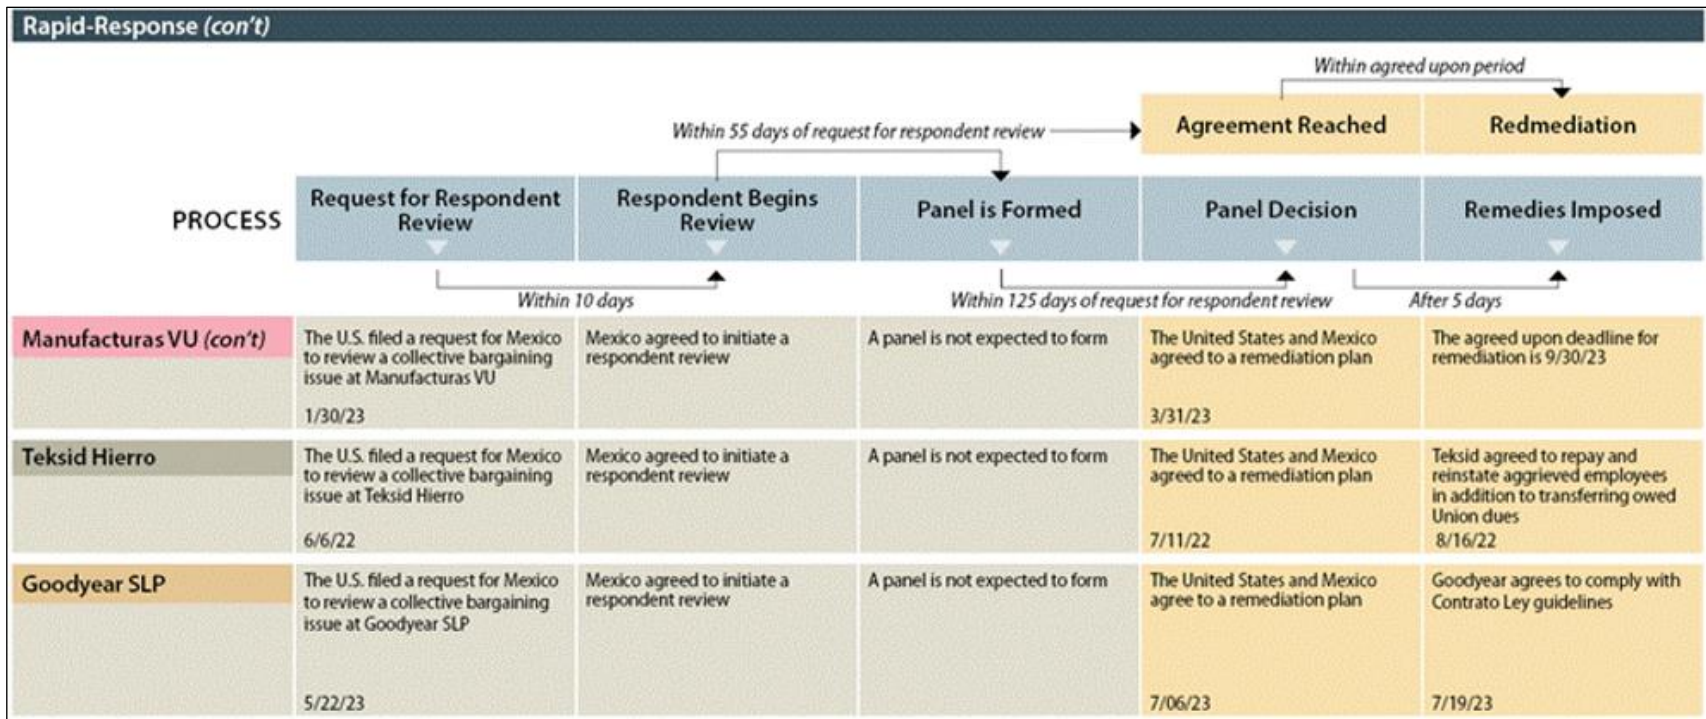 Rapid-Response (con't)
Within agreed upon period
Within 55 days of request for respondent review
Agreement Reached
Redmediation
PROCESS
Request for Respondent
Review
Respondent Begins
Review
Panel is Formed
Panel Decision
Remedies Imposed
Within 10 days
Within 125 days of request for respondent review
After 5 days
Manufacturas VU (con't)
The U.S. filed a request for Mexico
to review a collective bargaining
issue at Manufacturas VU
1/30/23
Mexico agreed to initiate a
respondent review
A panel is not expected to form
The United States and Mexico
agreed to a remediation plan
3/31/23
The agreed upon deadline for
remediation is 9/30/23
Teksid Hierro
The U.S. filed a request for Mexico
to review a collective bargaining
issue at Teksid Hierro
6/6/22
Mexico agreed to initiate a
respondent review
A panel is not expected to form
The United States and Mexico
agreed to a remediation plan
7/11/22
Teksid agreed to repay and
reinstate aggrieved employees
in addition to transferring owed
Union dues
8/16/22
Goodyear SLP
The U.S. filed a request for Mexico
to review a collective bargaining
issue at Goodyear SLP
5/22/23
Mexico agreed to initiate a
respondent review
A panel is not expected to form
The United States and Mexico
agree to a remediation plan
7/06/23
Goodyear agrees to comply with
Contrato Ley guidelines
7/19/23